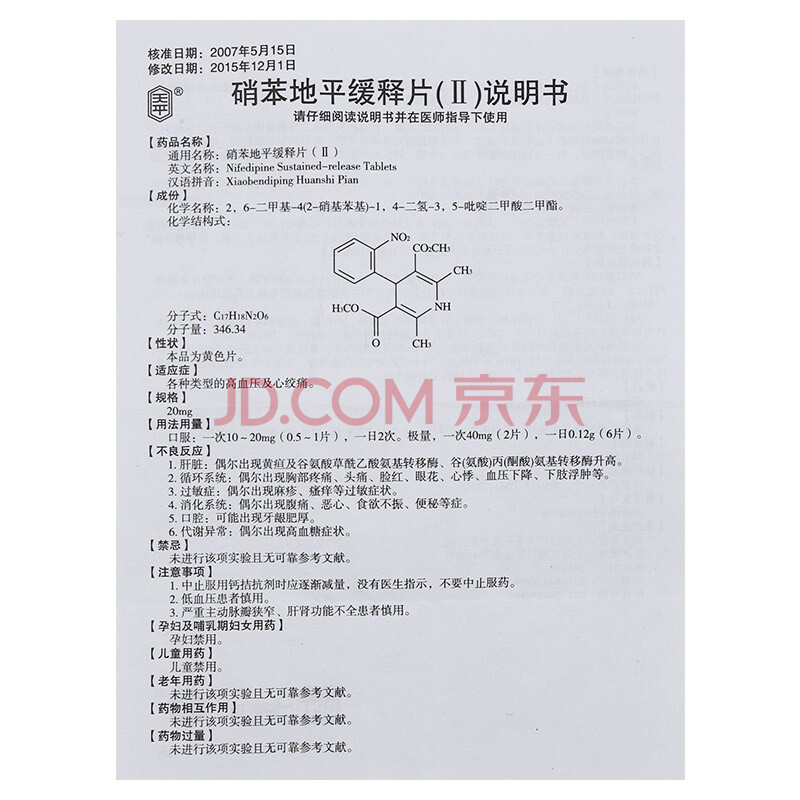 核准日期：2007年5月15日
修改日期：2015年12月1日
硝苯地平缓释片(Ⅱ)说明书
请仔细阅读说明书并在医师指导下使用
天平®
【药品名称】
通用名称：硝苯地平缓释片（Ⅱ）
英文名称：Nifedipine Sustained-release Tablets
汉语拼音：Xiaobendiping Huanshi Pian
【成份】
化学名称：2，6-二甲基-4(2-硝基苯基)-1，4-二氢-3，5-吡啶二甲酸二甲酯。
化学结构式：
NO2
CO2CH3
CH3
H3CO
NH
O
CH3
分子式：C17H18N2O6
分子量：346.34
【性状】
本品为黄色片。
【适应症】
各种类型的高血压及心绞痛。
JD.COM 京东
【规格】
20mg
【用法用量】
口服：一次10～20mg（0.5～1片），一日2次。极量，一次40mg（2片），一日0.12g（6片）。
【不良反应】
1. 肝脏：偶尔出现黄疸及谷氨酸草酰乙酸氨基转移酶、谷(氨酸)丙(酮酸)氨基转移酶升高。
2. 循环系统：偶尔出现胸部疼痛、头痛、脸红、眼花、心悸、血压下降、下肢浮肿等。
3. 过敏症：偶尔出现麻疹、瘙痒等过敏症状。
4. 消化系统：偶尔出现腹痛、恶心、食欲不振、便秘等症。
5. 口腔：可能出现牙龈肥厚。
6. 代谢异常：偶尔出现高血糖症状。
【禁忌】
未进行该项实验且无可靠参考文献。
【注意事项】
1. 中止服用钙拮抗剂时应逐渐减量，没有医生指示，不要中止服药。
2. 低血压患者慎用。
3. 严重主动脉瓣狭窄、肝肾功能不全患者慎用。
【孕妇及哺乳期妇女用药】
孕妇禁用。
【儿童用药】
儿童禁用。
【老年用药】
未进行该项实验且无可靠参考文献。
【药物相互作用】
未进行该项实验且无可靠参考文献。
【药物过量】
未进行该项实验且无可靠参考文献。